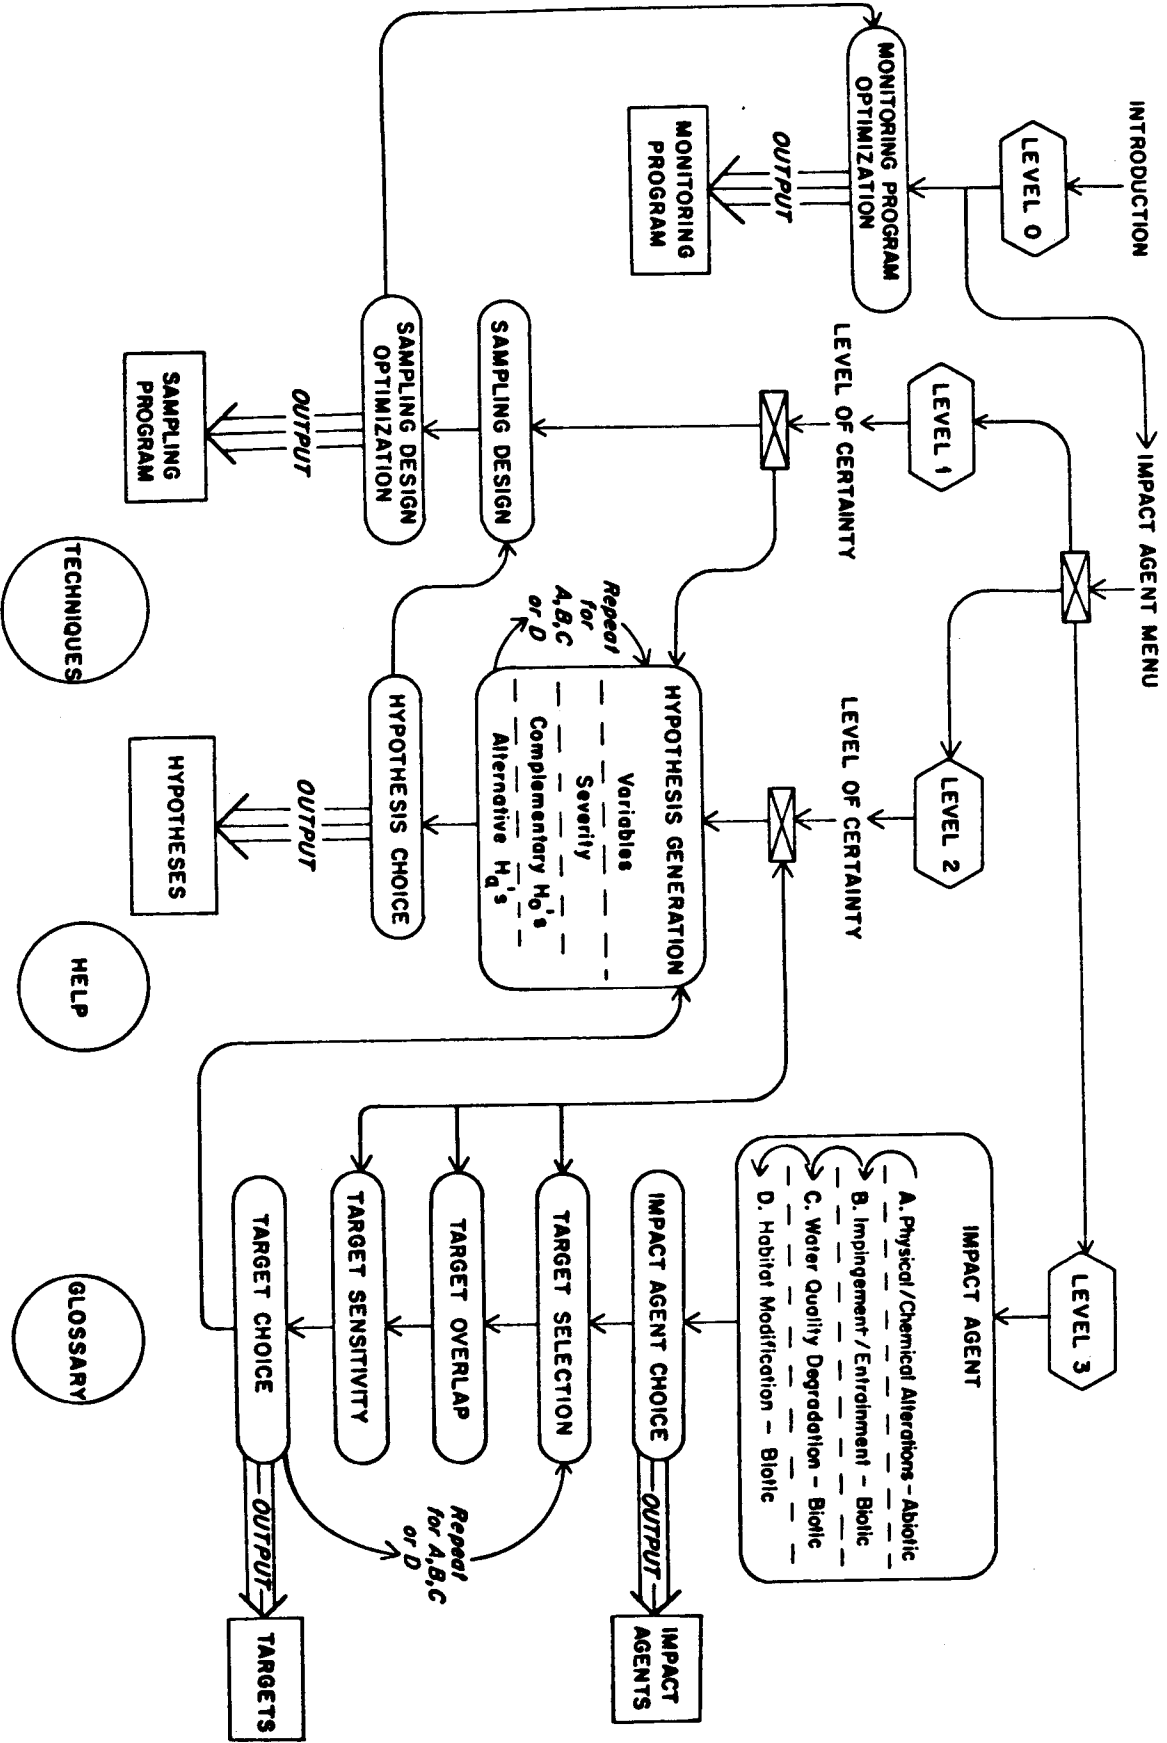 INTRODUCTION
LEVEL 0
MONITORING PROGRAM
OPTIMIZATION
OUTPUT
MONITORING
PROGRAM
IMPACT AGENT MENU
LEVEL 1
LEVEL OF CERTAINTY
SAMPLING DESIGN
SAMPLING DESIGN
OPTIMIZATION
OUTPUT
SAMPLING
PROGRAM
LEVEL 2
LEVEL OF CERTAINTY
HYPOTHESIS GENERATION
Variables
Severity
Complementary Ho's
Alternative Ha's
Repeat
for
A,B,C
or D
HYPOTHESIS CHOICE
OUTPUT
HYPOTHESES
LEVEL 3
IMPACT AGENT
A. Physical/Chemical Alterations - Abiotic
B. Impingement/Entrainment - Biotic
C. Water Quality Degradation - Biotic
D. Habitat Modification - Biotic
IMPACT AGENT CHOICE
OUTPUT
IMPACT
AGENTS
TARGET SELECTION
TARGET OVERLAP
TARGET SENSITIVITY
TARGET CHOICE
Repeat
for A,B,C
or D
OUTPUT
TARGETS
TECHNIQUES
HELP
GLOSSARY